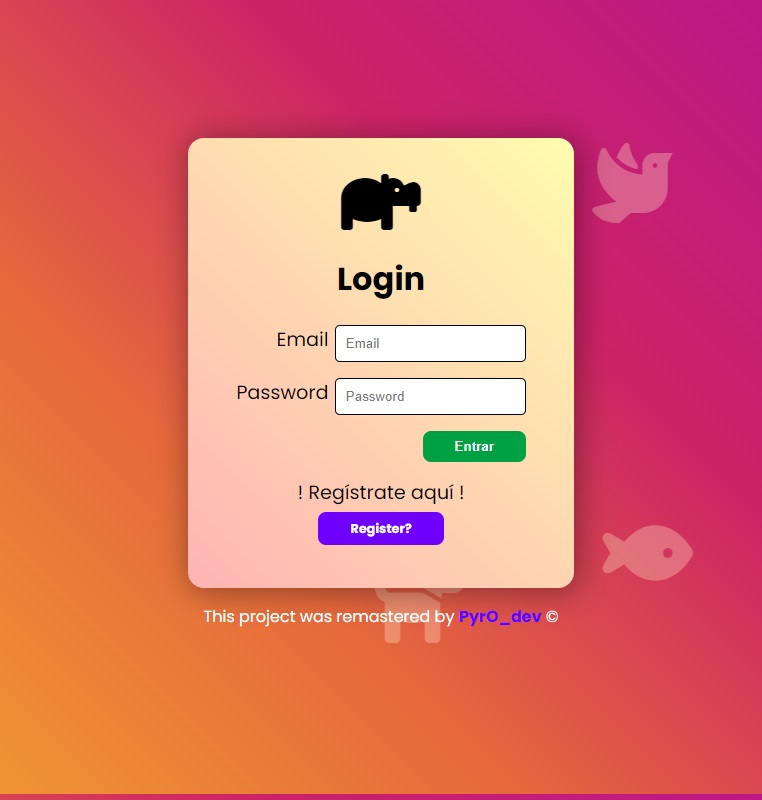 Login
Email Email
Password Password
Entrar
! Regístrate aquí !
Register?
This project was remastered by PyrO_dev ©